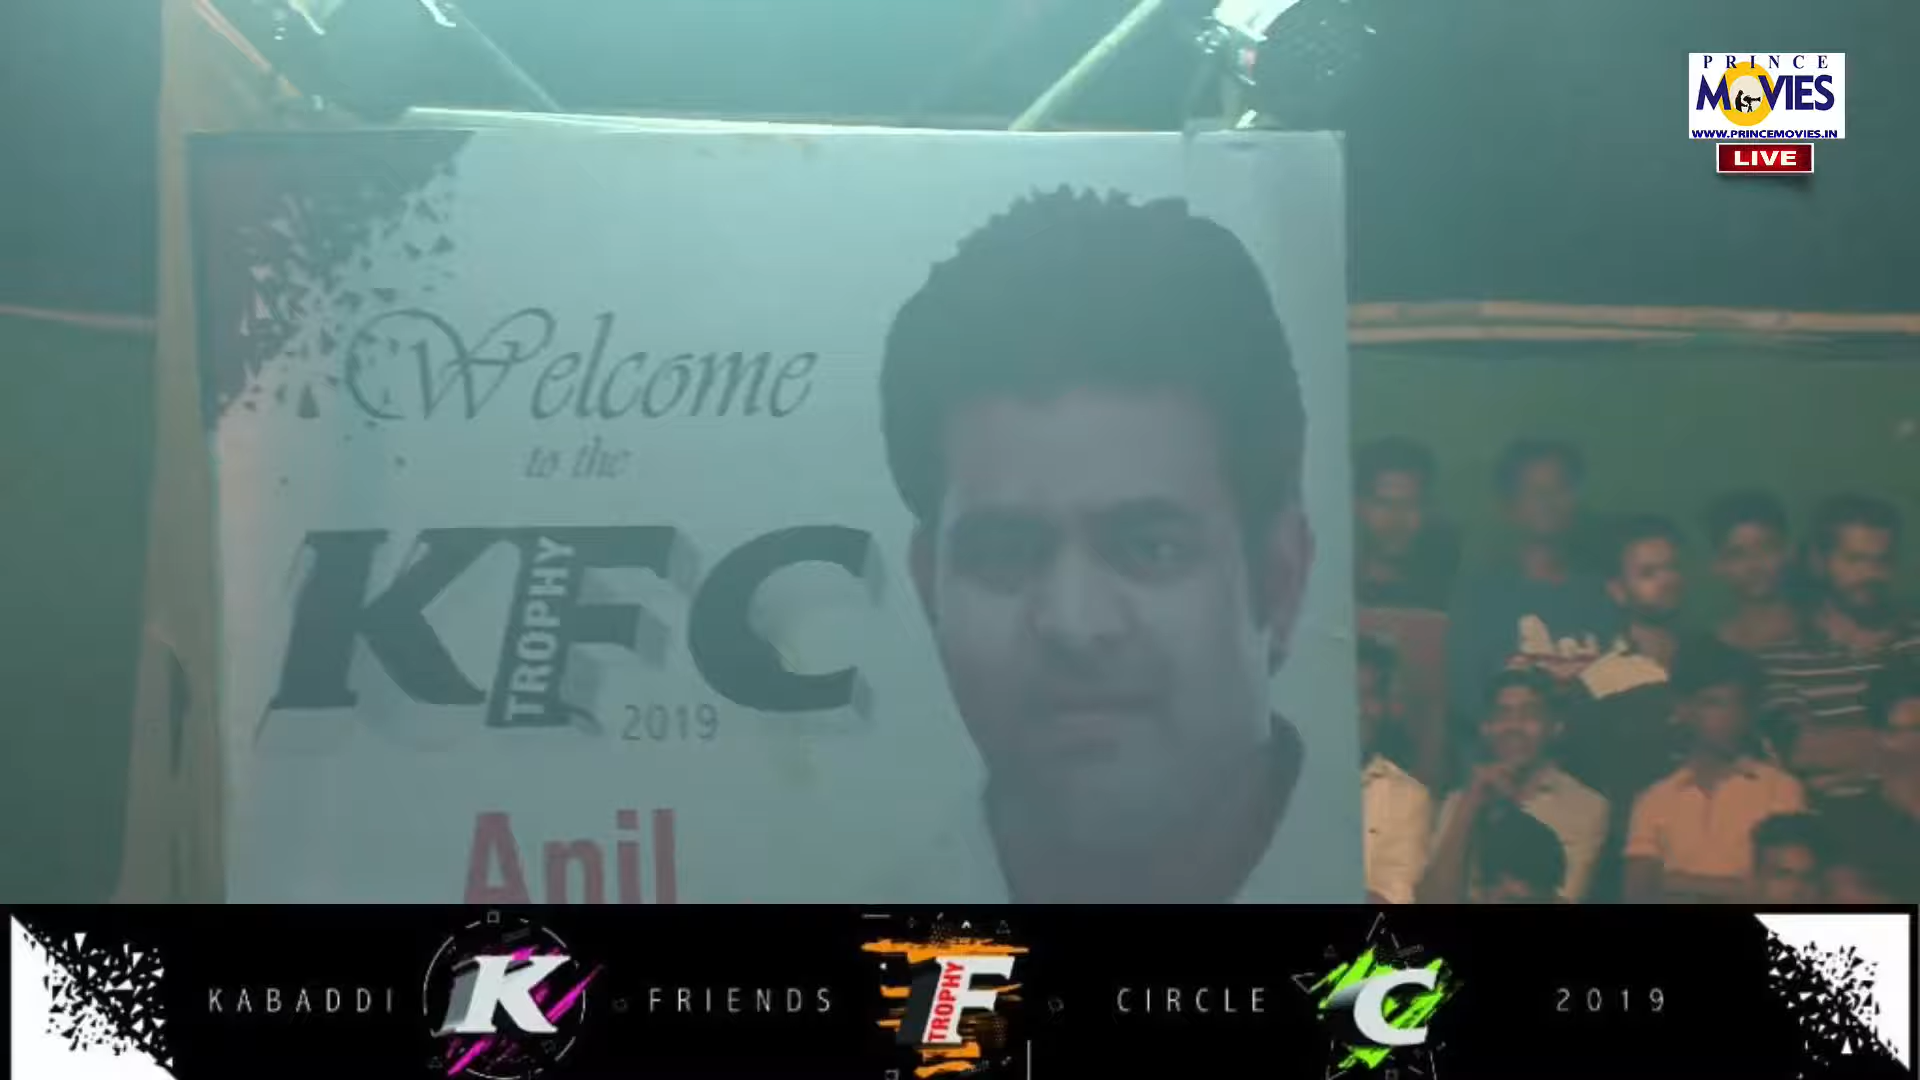 PRINCE
MOVIES
WWW.PRINCEMOVIES.IN
LIVE
Welcome
to the
KFC
TROPHY
2019
Anil
KABADDI K FRIENDS F TROPHY CIRCLE C 2019